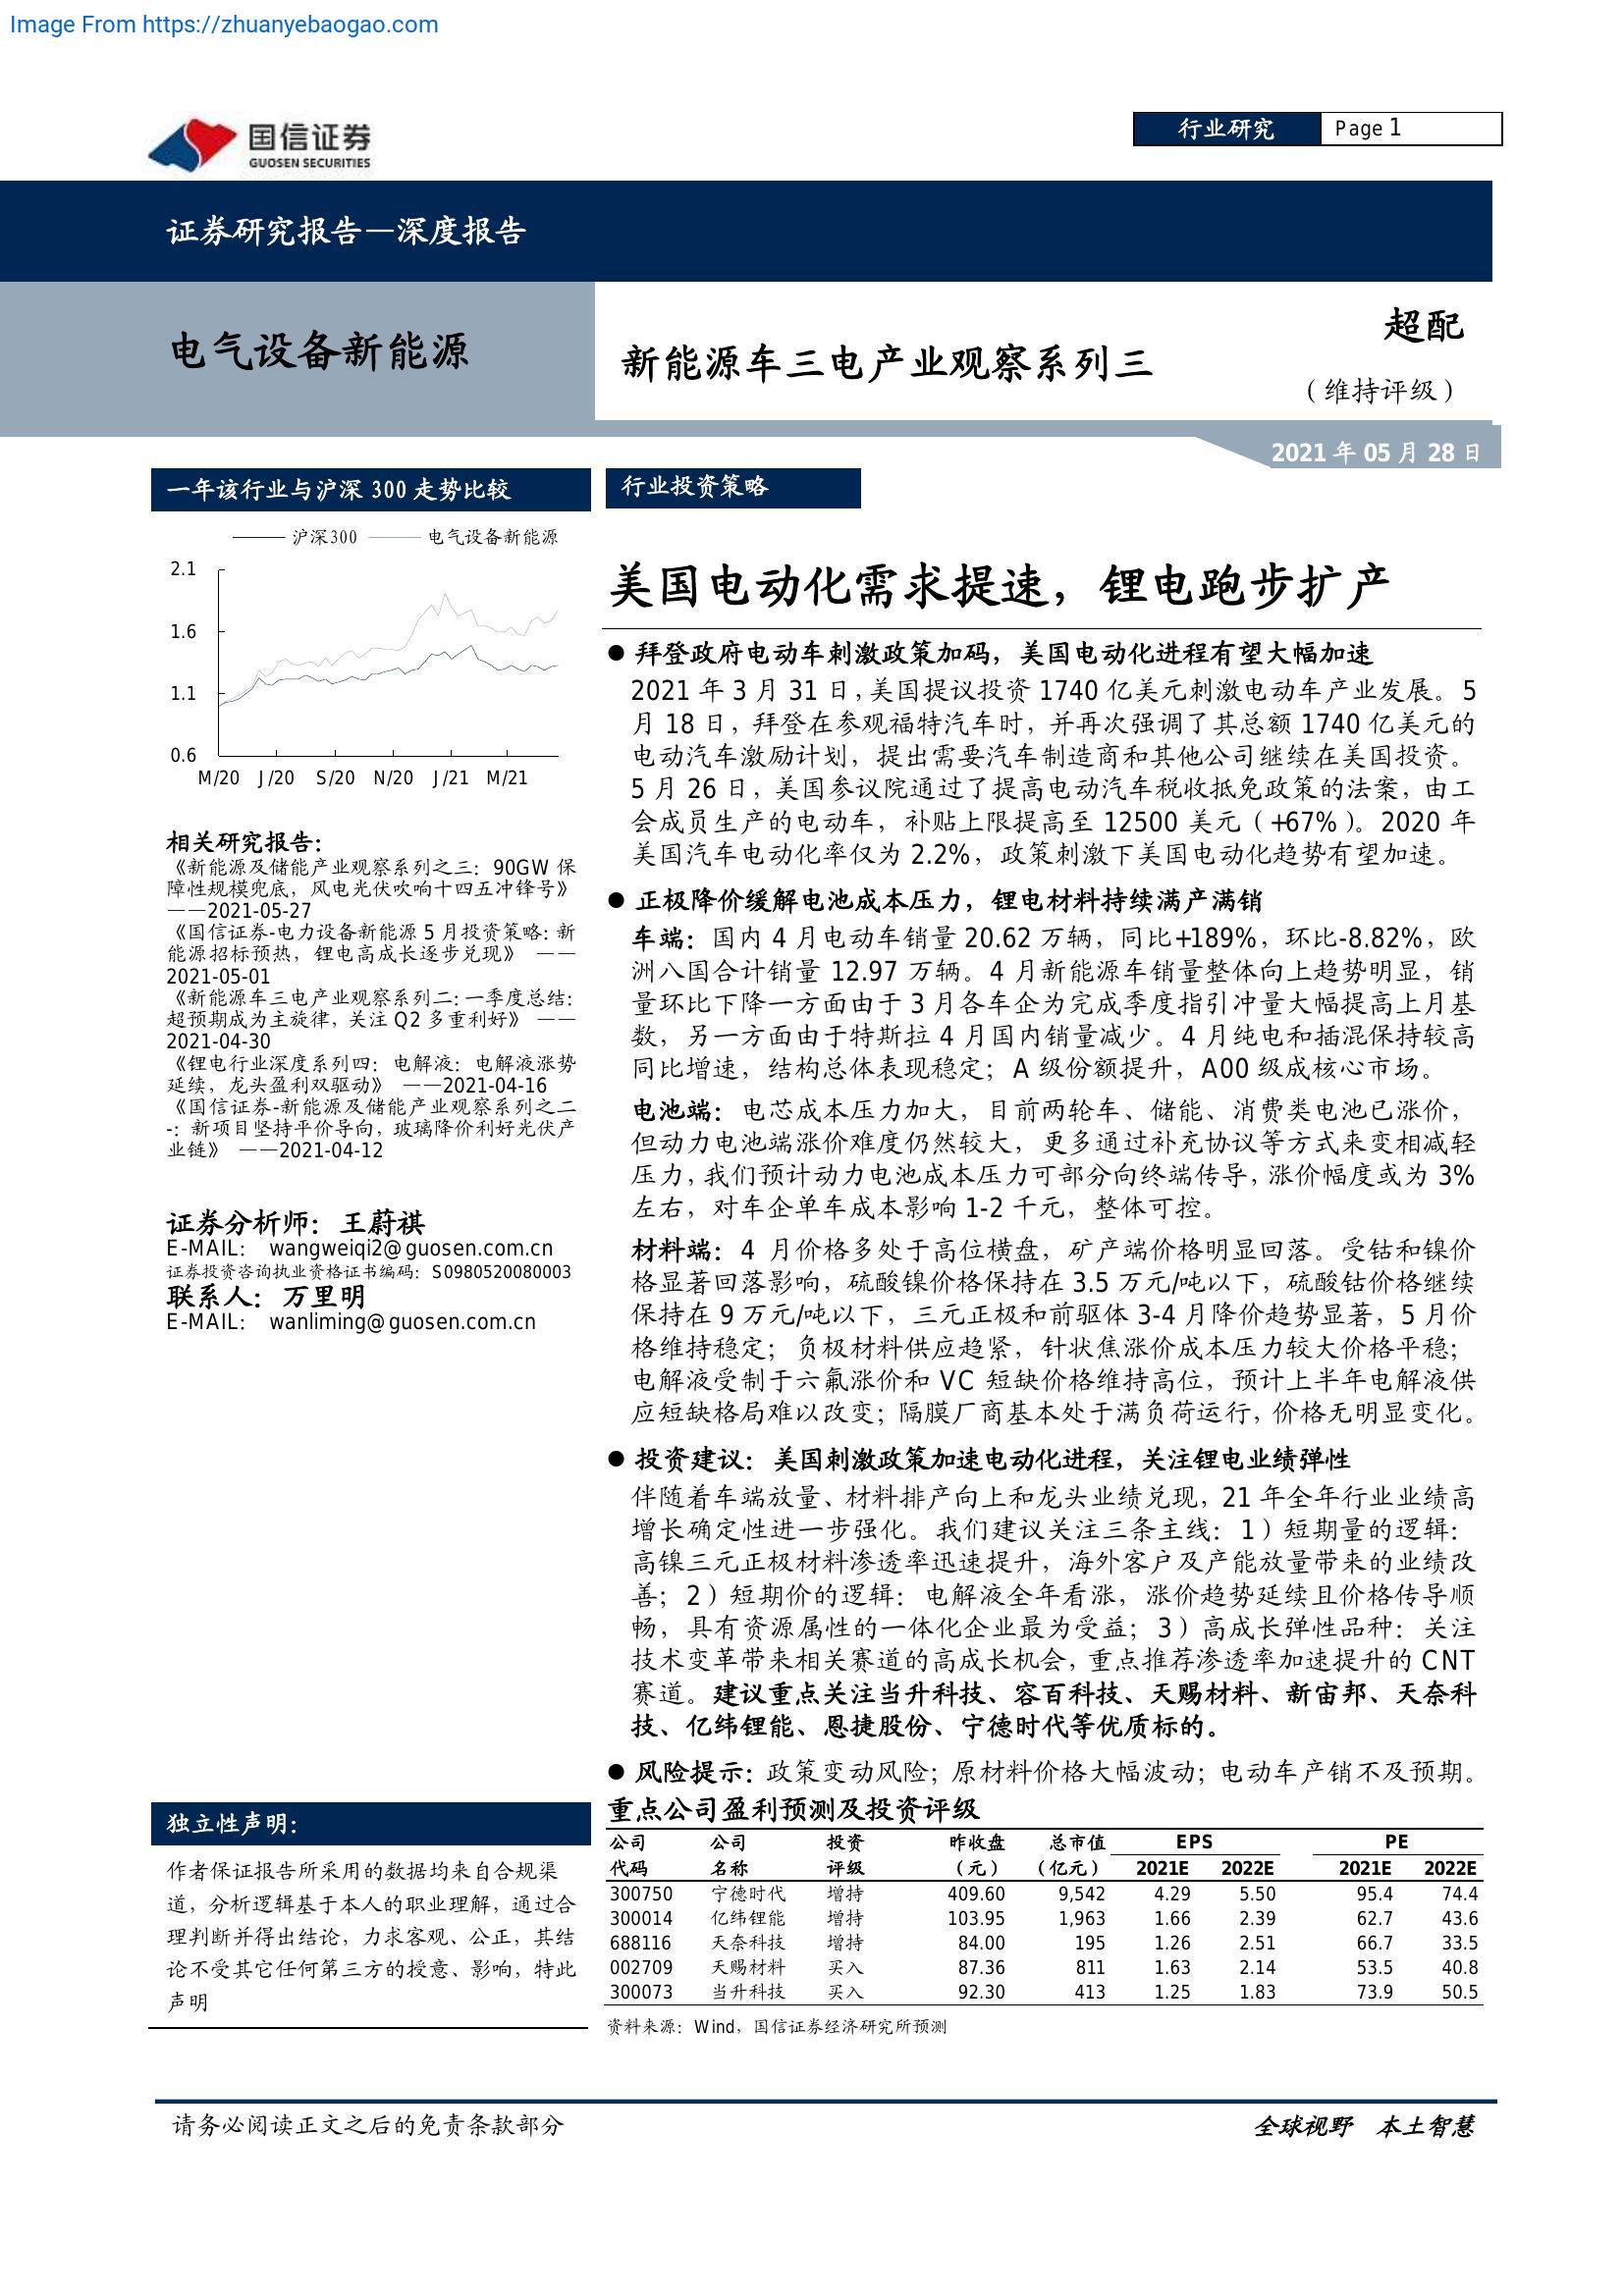 Image From https://zhuanyebaogao.com
国信证券
GUOSEN SECURITIES
行业研究
Page 1
证券研究报告—深度报告
电气设备新能源
新能源车三电产业观察系列三
超配
（维持评级）
2021 年 05 月 28 日
一年该行业与沪深 300 走势比较
沪深300 电气设备新能源
2.1
1.6
1.1
0.6
M/20 J/20 S/20 N/20 J/21 M/21
相关研究报告：
《新能源及储能产业观察系列之三：90GW 保
障性规模兜底，风电光伏吹响十四五冲锋号》
——2021-05-27
《国信证券-电力设备新能源 5 月投资策略：新
能源招标预热，锂电高成长逐步兑现》 ——
2021-05-01
《新能源车三电产业观察系列二：一季度总结：
超预期成为主旋律，关注 Q2 多重利好》 ——
2021-04-30
《锂电行业深度系列四：电解液：电解液涨势
延续，龙头盈利双驱动》 ——2021-04-16
《国信证券-新能源及储能产业观察系列之二
-：新项目坚持平价导向，玻璃降价利好光伏产
业链》 ——2021-04-12
证券分析师：王蔚祺
E-MAIL： wangweiqi2@guosen.com.cn
证券投资咨询执业资格证书编码：S0980520080003
联系人：万里明
E-MAIL： wanliming@guosen.com.cn
独立性声明：
作者保证报告所采用的数据均来自合规渠
道，分析逻辑基于本人的职业理解，通过合
理判断并得出结论，力求客观、公正，其结
论不受其它任何第三方的授意、影响，特此
声明
行业投资策略
美国电动化需求提速，锂电跑步扩产
● 拜登政府电动车刺激政策加码，美国电动化进程有望大幅加速
2021 年 3 月 31 日，美国提议投资 1740 亿美元刺激电动车产业发展。5
月 18 日，拜登在参观福特汽车时，并再次强调了其总额 1740 亿美元的
电动汽车激励计划，提出需要汽车制造商和其他公司继续在美国投资。
5 月 26 日，美国参议院通过了提高电动汽车税收抵免政策的法案，由工
会成员生产的电动车，补贴上限提高至 12500 美元（+67%）。2020 年
美国汽车电动化率仅为 2.2%，政策刺激下美国电动化趋势有望加速。
● 正极降价缓解电池成本压力，锂电材料持续满产满销
车端：国内 4 月电动车销量 20.62 万辆，同比+189%，环比-8.82%，欧
洲八国合计销量 12.97 万辆。4 月新能源车销量整体向上趋势明显，销
量环比下降一方面由于 3 月各车企为完成季度指引冲量大幅提高上月基
数，另一方面由于特斯拉 4 月国内销量减少。4 月纯电和插混保持较高
同比增速，结构总体表现稳定；A 级份额提升，A00 级成核心市场。
电池端：电芯成本压力加大，目前两轮车、储能、消费类电池已涨价，
但动力电池端涨价难度仍然较大，更多通过补充协议等方式来变相减轻
压力，我们预计动力电池成本压力可部分向终端传导，涨价幅度或为 3%
左右，对车企单车成本影响 1-2 千元，整体可控。
材料端：4 月价格多处于高位横盘，矿产端价格明显回落。受钴和镍价
格显著回落影响，硫酸镍价格保持在 3.5 万元/吨以下，硫酸钴价格继续
保持在 9 万元/吨以下，三元正极和前驱体 3-4 月降价趋势显著，5 月价
格维持稳定；负极材料供应趋紧，针状焦涨价成本压力较大价格平稳；
电解液受制于六氟涨价和 VC 短缺价格维持高位，预计上半年电解液供
应短缺格局难以改变；隔膜厂商基本处于满负荷运行，价格无明显变化。
● 投资建议：美国刺激政策加速电动化进程，关注锂电业绩弹性
伴随着车端放量、材料排产向上和龙头业绩兑现，21 年全年行业业绩高
增长确定性进一步强化。我们建议关注三条主线：1）短期量的逻辑：
高镍三元正极材料渗透率迅速提升，海外客户及产能放量带来的业绩改
善；2）短期价的逻辑：电解液全年看涨，涨价趋势延续且价格传导顺
畅，具有资源属性的一体化企业最为受益；3）高成长弹性品种：关注
技术变革带来相关赛道的高成长机会，重点推荐渗透率加速提升的 CNT
赛道。建议重点关注当升科技、容百科技、天赐材料、新宙邦、天奈科
技、亿纬锂能、恩捷股份、宁德时代等优质标的。
● 风险提示：政策变动风险；原材料价格大幅波动；电动车产销不及预期。
重点公司盈利预测及投资评级
公司 公司 投资 昨收盘 总市值 EPS PE
代码 名称 评级 （元） （亿元） 2021E 2022E 2021E 2022E
300750 宁德时代 增持 409.60 9,542 4.29 5.50 95.4 74.4
300014 亿纬锂能 增持 103.95 1,963 1.66 2.39 62.7 43.6
688116 天奈科技 增持 84.00 195 1.26 2.51 66.7 33.5
002709 天赐材料 买入 87.36 811 1.63 2.14 53.5 40.8
300073 当升科技 买入 92.30 413 1.25 1.83 73.9 50.5
资料来源：Wind，国信证券经济研究所预测
请务必阅读正文之后的免责条款部分
全球视野 本土智慧